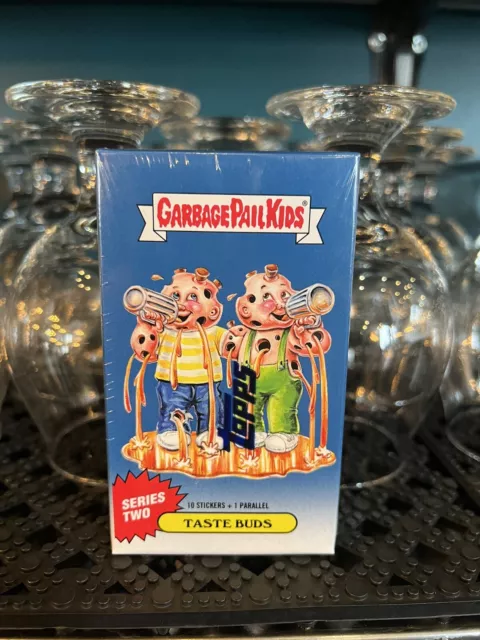 GARBAGE PAIL KIDS
topps
SERIES
TWO
10 STICKERS + 1 PARALLEL
TASTE BUDS